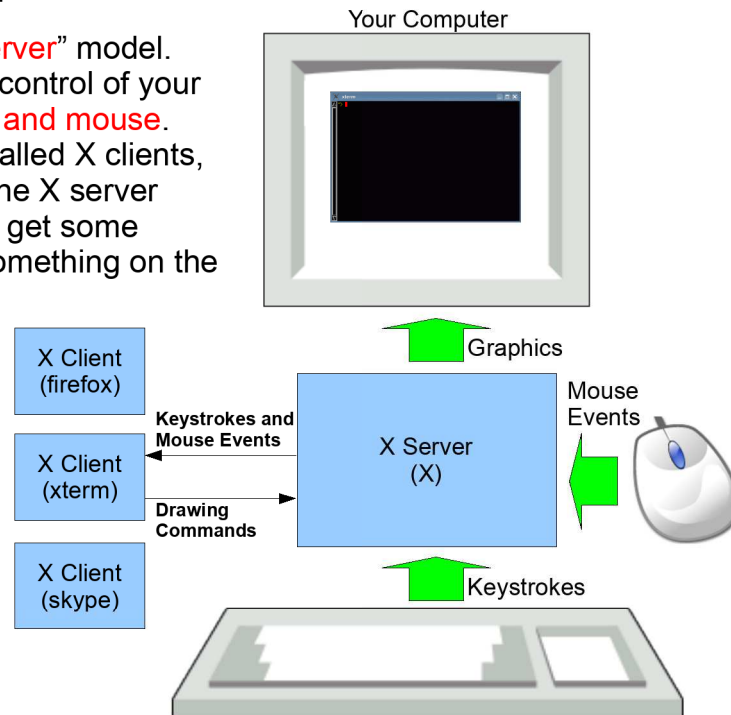 Your Computer
erver” model.
control of your
and mouse.
alled X clients,
he X server
get some
omething on the
Graphics
X Client
(firefox)
Mouse
Events
Keystrokes and
Mouse Events
X Server
(X)
X Client
(xterm)
Drawing
Commands
X Client
(skype)
Keystrokes